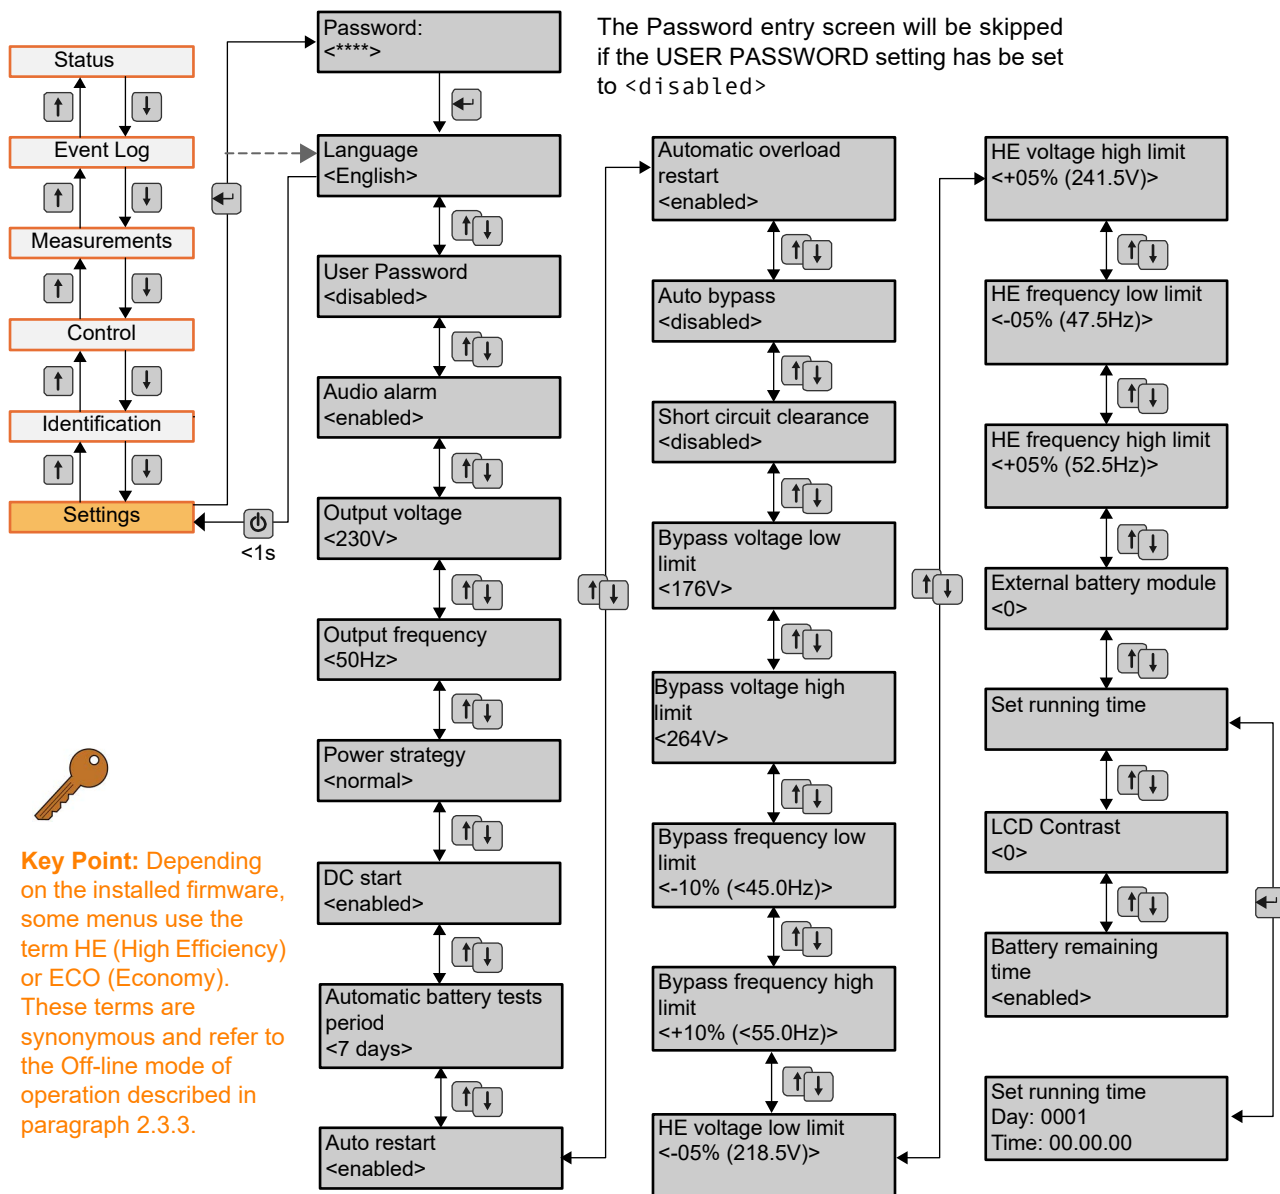 Status
Event Log
Measurements
Control
Identification
Settings
<1s
Key Point: Depending
on the installed firmware,
some menus use the
term HE (High Efficiency)
or ECO (Economy).
These terms are
synonymous and refer to
the Off-line mode of
operation described in
paragraph 2.3.3.
Password:
<****>
Language
<English>
User Password
<disabled>
Audio alarm
<enabled>
Output voltage
<230V>
Output frequency
<50Hz>
Power strategy
<normal>
DC start
<enabled>
Automatic battery tests
period
<7 days>
Auto restart
<enabled>
The Password entry screen will be skipped
if the USER PASSWORD setting has be set
to <disabled>
Automatic overload
restart
<enabled>
Auto bypass
<disabled>
Short circuit clearance
<disabled>
Bypass voltage low
limit
<176V>
Bypass voltage high
limit
<264V>
Bypass frequency low
limit
<-10% (<45.0Hz)>
Bypass frequency high
limit
<+10% (<55.0Hz)>
HE voltage low limit
<-05% (218.5V)>
HE voltage high limit
<+05% (241.5V)>
HE frequency low limit
<-05% (47.5Hz)>
HE frequency high limit
<+05% (52.5Hz)>
External battery module
<0>
Set running time
LCD Contrast
<0>
Battery remaining
time
<enabled>
Set running time
Day: 0001
Time: 00.00.00